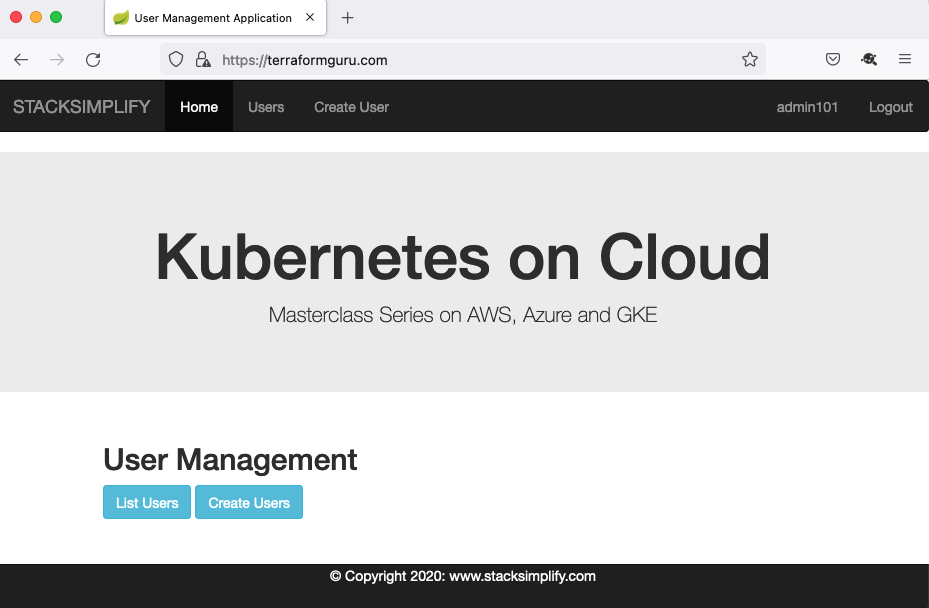 User Management Application
https://terraformguru.com
STACKSIMPLIFY Home Users Create User admin101 Logout
Kubernetes on Cloud
Masterclass Series on AWS, Azure and GKE
User Management
List Users Create Users
© Copyright 2020: www.stacksimplify.com